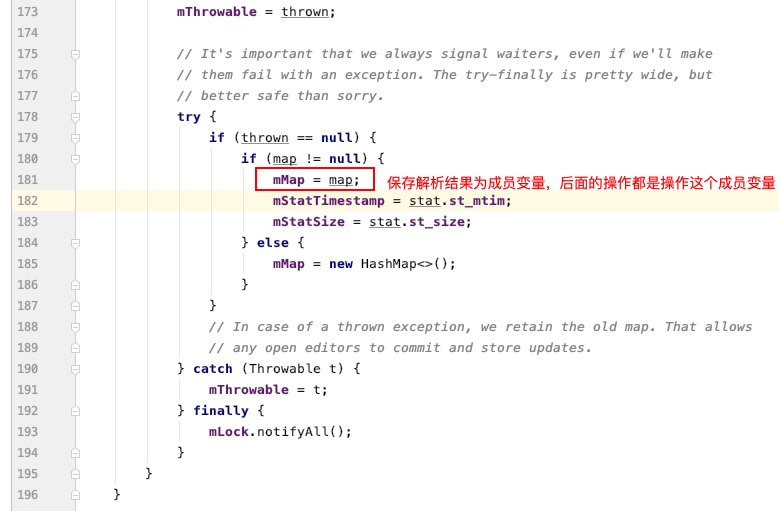 173 mThrowable = thrown;
174
175 // It's important that we always signal waiters, even if we'll make
176 // them fail with an exception. The try-finally is pretty wide, but
177 // better safe than sorry.
178 try {
179 if (thrown == null) {
180 if (map != null) {
181 mMap = map; 保存解析结果为成员变量，后面的操作都是操作这个成员变量
182 mStatTimestamp = stat.st_mtim;
183 mStatSize = stat.st_size;
184 } else {
185 mMap = new HashMap<>();
186 }
187 }
188 // In case of a thrown exception, we retain the old map. That allows
189 // any open editors to commit and store updates.
190 } catch (Throwable t) {
191 mThrowable = t;
192 } finally {
193 mLock.notifyAll();
194 }
195 }
196 }